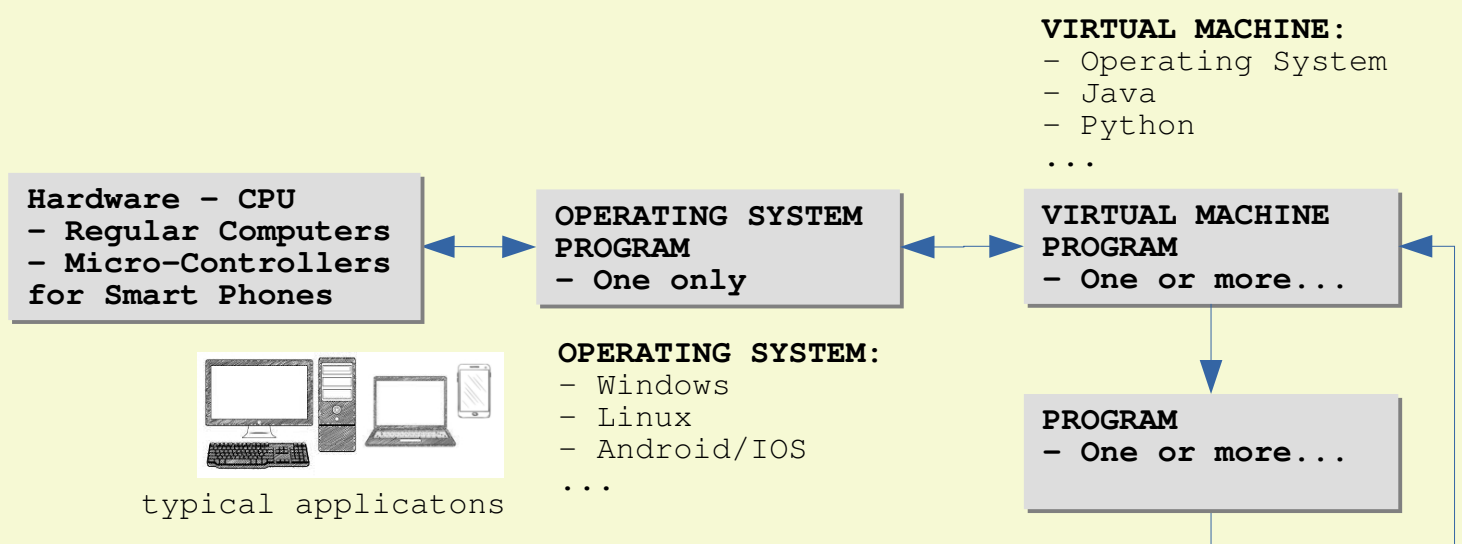 VIRTUAL MACHINE:
- Operating System
- Java
- Python
...
Hardware - CPU
- Regular Computers
- Micro-Controllers
for Smart Phones
OPERATING SYSTEM
PROGRAM
- One only
VIRTUAL MACHINE
PROGRAM
- One or more...
OPERATING SYSTEM:
- Windows
- Linux
- Android/IOS
...
typical applicatons
PROGRAM
- One or more...